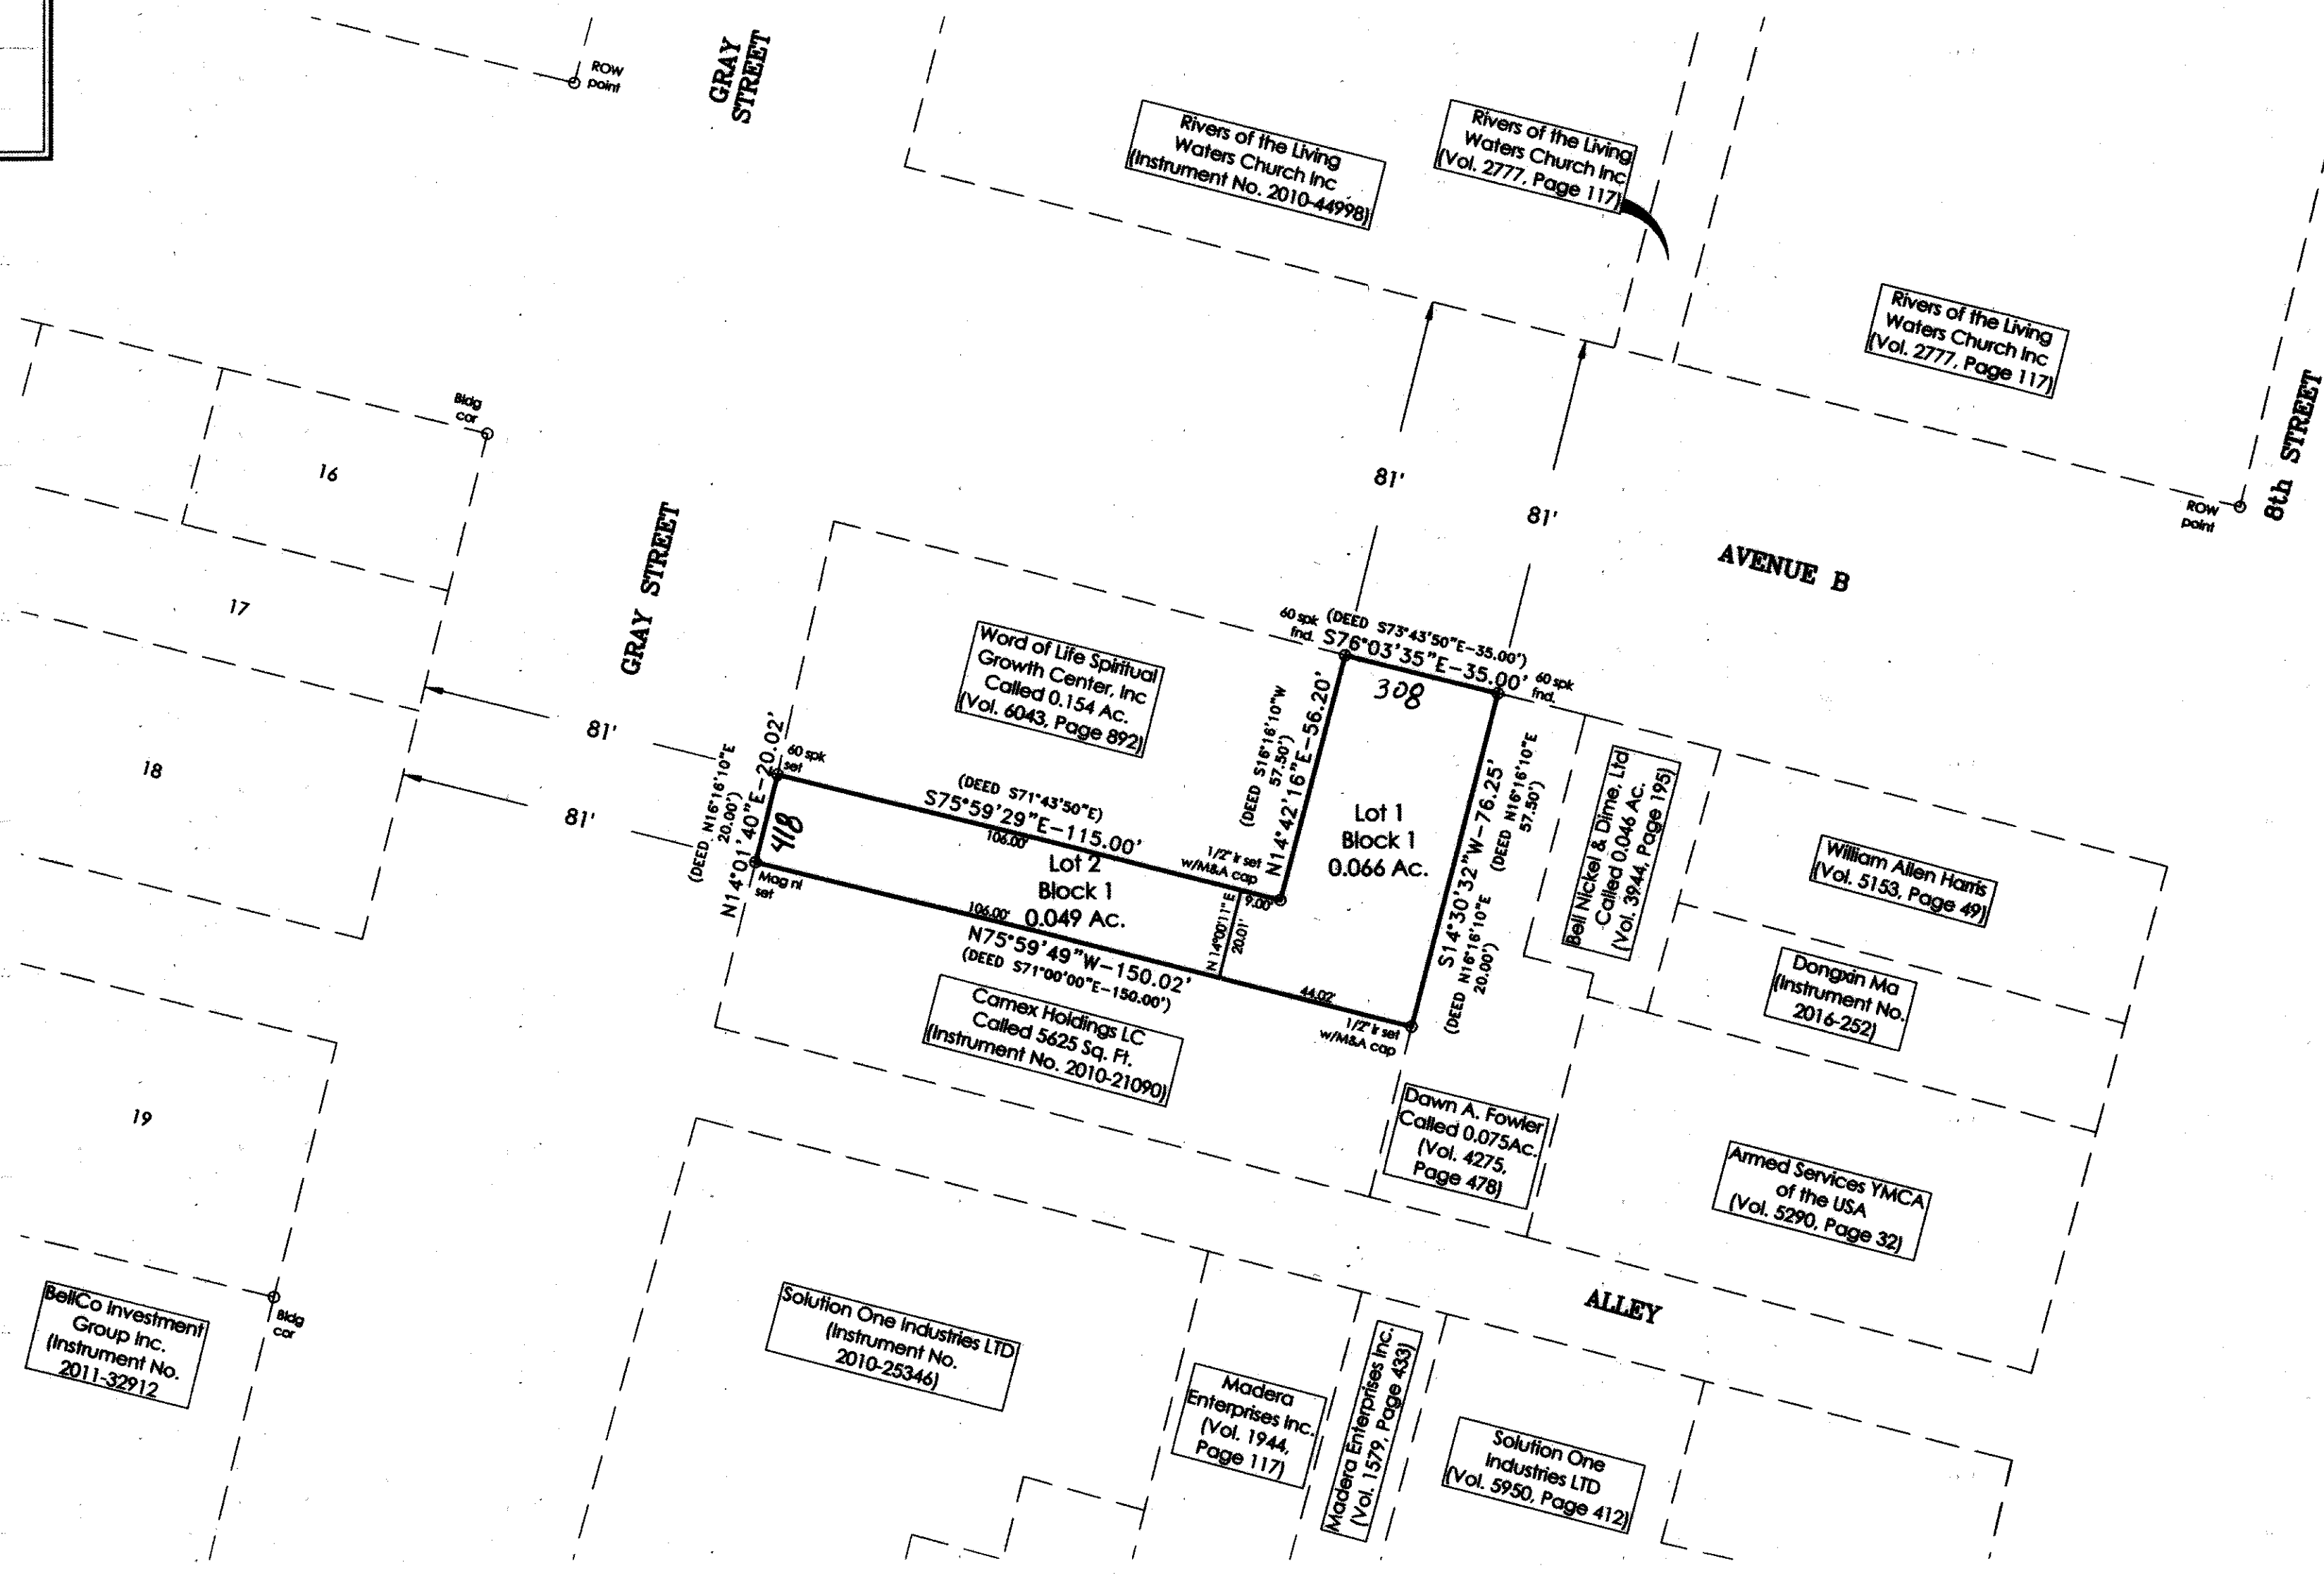 ROW
point
GRAY
STREET
Rivers of the Living
Waters Church Inc
(Instrument No. 2010-44998)
Rivers of the Living
Waters Church Inc
(Vol. 2777, Page 117)
Rivers of the Living
Waters Church Inc
(Vol. 2777, Page 117)
8th STREET
ROW
point
Bldg
cor
16
17
18
19
GRAY STREET
81'
81'
81'
81'
AVENUE B
Word of Life Spiritual
Growth Center, Inc
Called 0.154 Ac.
(Vol. 6043, Page 892)
60 spk
fnd.
(DEED S73°43'50"E-35.00')
S76°03'35"E-35.00'
60 spk
fnd.
308
(DEED S16°16'10"W
57.50')
N14°42'16"E-56.20'
Lot 1
Block 1
0.066 Ac.
S14°30'32"W-76.25'
(DEED N16°16'10"E
57.50')
(DEED N16°16'10"E
20.00')
(DEED N16°16'10"E
20.00')
N14°01'40"E-20.02'
60 spk
set
418
Mag nl
set
(DEED S71°43'50"E)
S75°59'29"E-115.00'
106.00'
1/2" ir set
w/M&A cap
9.00'
Lot 2
Block 1
0.049 Ac.
106.00'
N75°59'49"W-150.02'
(DEED S71°00'00"E-150.00')
N 14°00'11" E
20.01'
44.02'
1/2" ir set
w/M&A cap
Camex Holdings LC
Called 5625 Sq. Ft.
(Instrument No. 2010-21090)
Bell Nickel & Dime, Ltd
Called 0.046 Ac.
(Vol. 3944, Page 195)
William Allen Harris
(Vol. 5153, Page 49)
Dongxin Ma
(Instrument No.
2016-252)
Dawn A. Fowler
Called 0.075Ac.
(Vol. 4275,
Page 478)
Armed Services YMCA
of the USA
(Vol. 5290, Page 32)
ALLEY
BellCo Investment
Group Inc.
(Instrument No.
2011-32912
Bldg
cor
Solution One Industries LTD
(Instrument No.
2010-25346)
Madera
Enterprises Inc.
(Vol. 1944,
Page 117)
Madera Enterprises Inc.
(Vol. 1579, Page 433)
Solution One
Industries LTD
(Vol. 5950, Page 412)